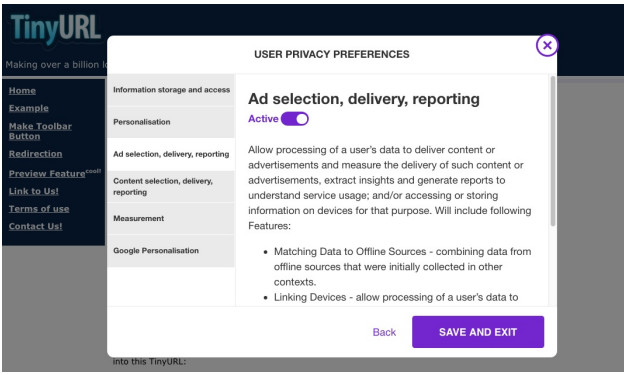 TinyURL
Making over a billion
Home
Example
Make Toolbar
Button
Redirection
Preview Feature cool!
Link to Us!
Terms of use
Contact Us!
USER PRIVACY PREFERENCES
Information storage and access
Personalisation
Ad selection, delivery, reporting
Content selection, delivery,
reporting
Measurement
Google Personalisation
Ad selection, delivery, reporting
Active
Allow processing of a user's data to deliver content or
advertisements and measure the delivery of such content or
advertisements, extract insights and generate reports to
understand service usage; and/or accessing or storing
information on devices for that purpose. Will include following
Features:
• Matching Data to Offline Sources - combining data from
offline sources that were initially collected in other
contexts.
• Linking Devices - allow processing of a user's data to
Back
SAVE AND EXIT
into this TinyURL: